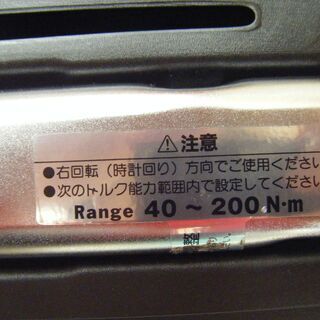 ⚠注意
●右回転（時計回り）方向でご使用ください
●次のトルク能力範囲内で設定してください
Range 40 ~ 200 N·m